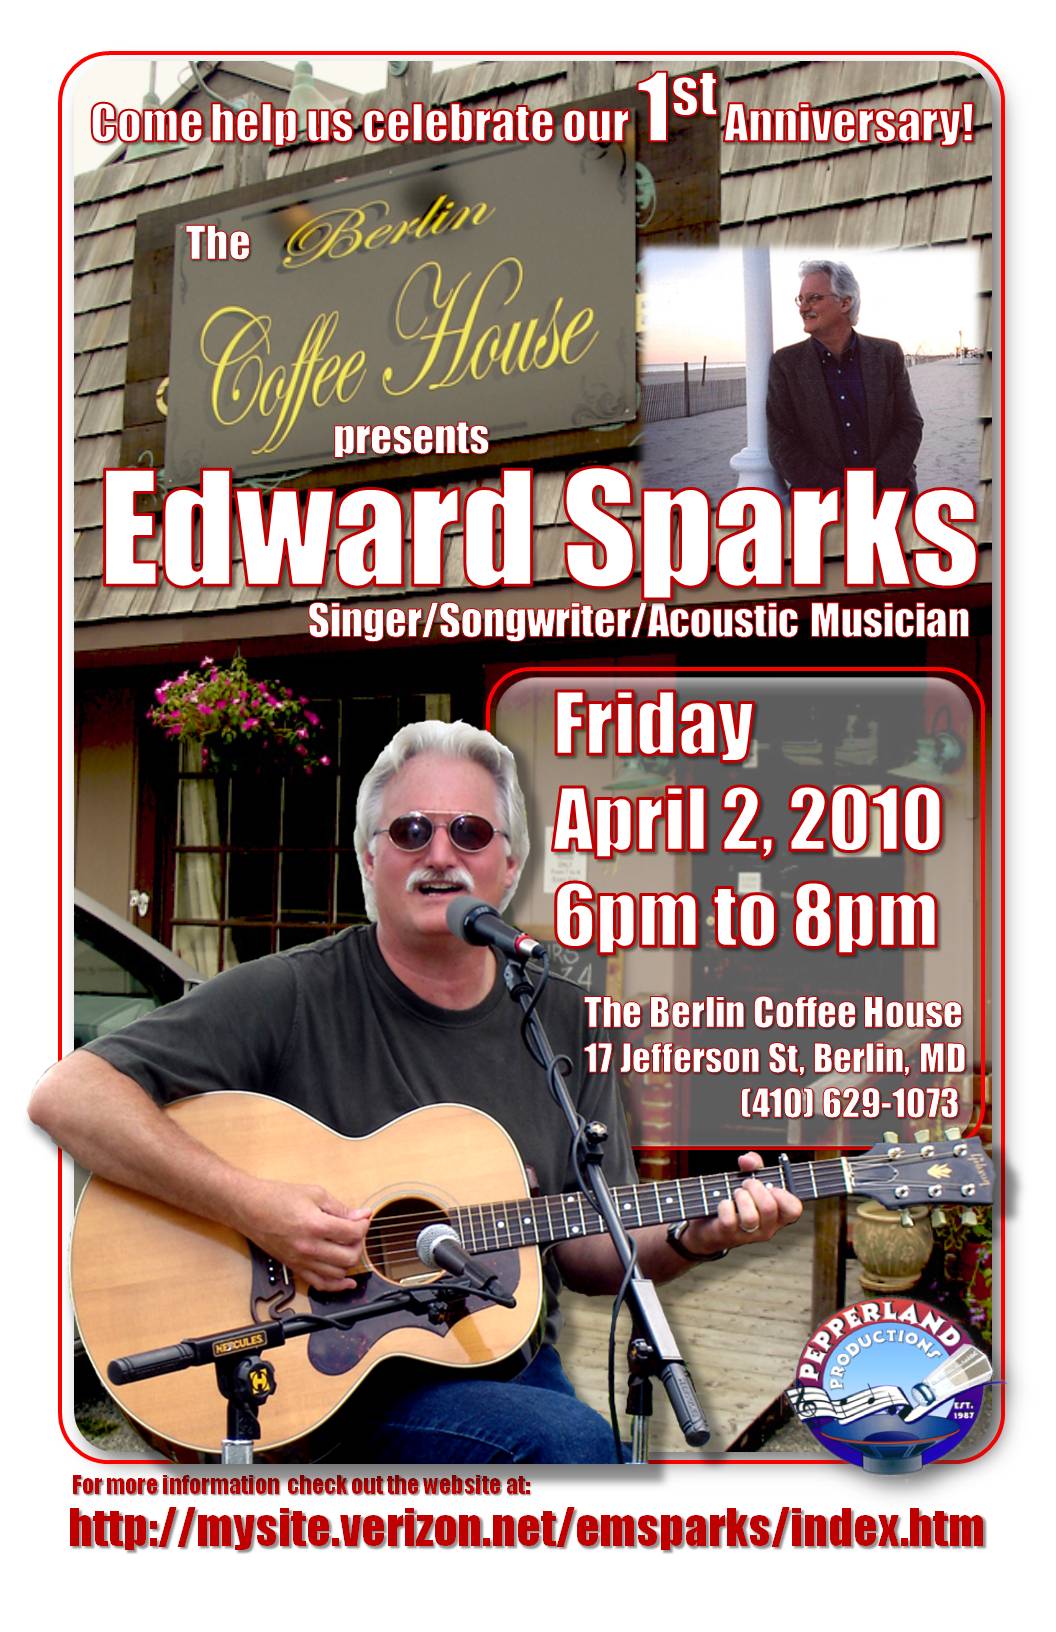 Come help us celebrate our 1st Anniversary!
The Berlin
Coffee House
presents
Edward Sparks
Singer/Songwriter/Acoustic Musician
Friday
April 2, 2010
6pm to 8pm
The Berlin Coffee House
17 Jefferson St, Berlin, MD
(410) 629-1073
Gibson
HERCULES
PEPPERLAND
PRODUCTIONS
EST.
1987
For more information check out the website at:
http://mysite.verizon.net/emsparks/index.htm